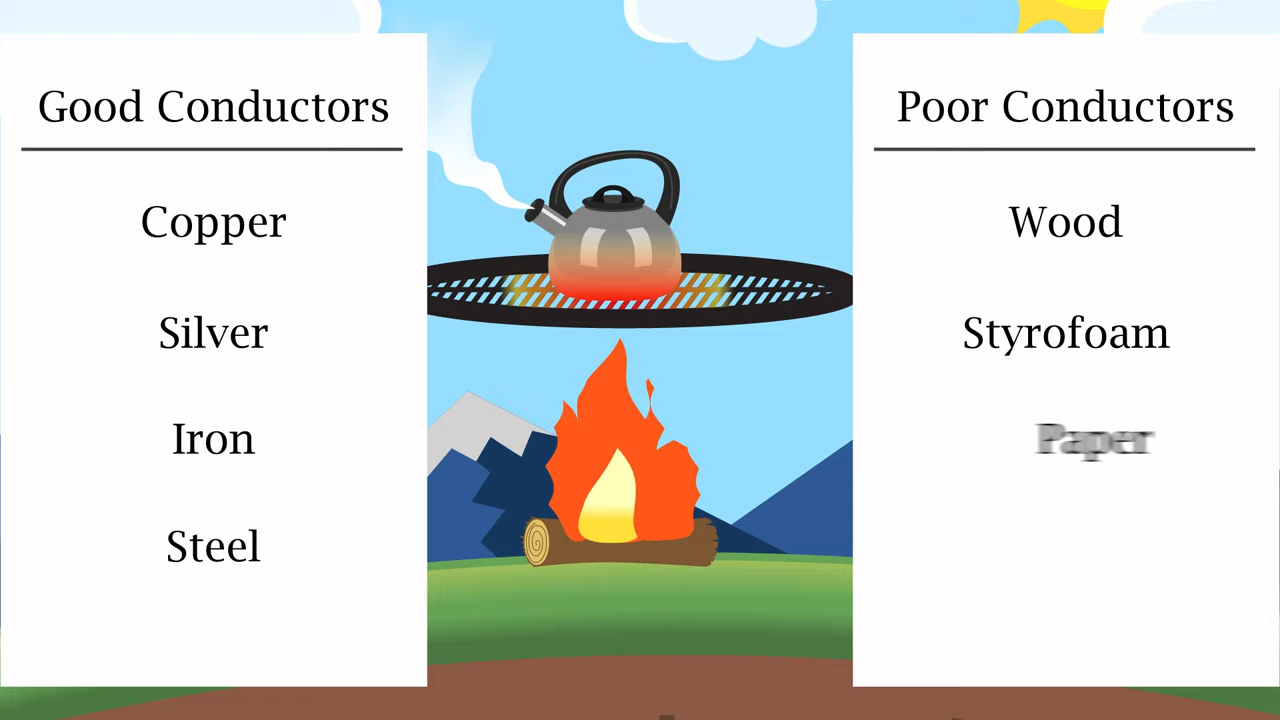 Good Conductors
Copper
Silver
Iron
Steel
Poor Conductors
Wood
Styrofoam
Paper